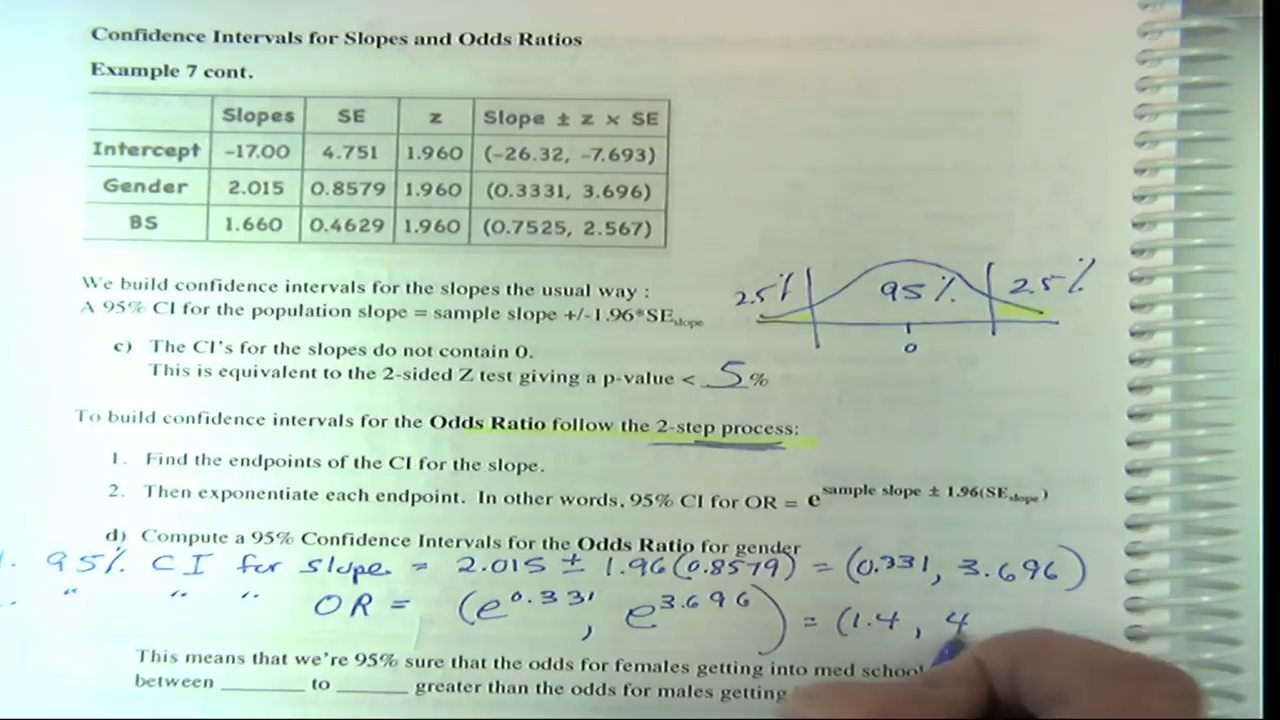 Confidence Intervals for Slopes and Odds Ratios
Example 7 cont.
Slopes SE z Slope ± z × SE
Intercept -17.00 4.751 1.960 (-26.32, -7.693)
Gender 2.015 0.8579 1.960 (0.3331, 3.696)
BS 1.660 0.4629 1.960 (0.7525, 2.567)
We build confidence intervals for the slopes the usual way :
A 95% CI for the population slope = sample slope +/-1.96*SEslope
2.5% 95% 2.5%
0
c) The CI's for the slopes do not contain 0.
This is equivalent to the 2-sided Z test giving a p-value < 5%
To build confidence intervals for the Odds Ratio follow the 2-step process:
1. Find the endpoints of the CI for the slope.
2. Then exponentiate each endpoint. In other words, 95% CI for OR = e^sample slope ± 1.96(SEslope)
d) Compute a 95% Confidence Intervals for the Odds Ratio for gender
1. 95% CI for slope = 2.015 ± 1.96(0.8579) = (0.331, 3.696)
" " " OR = (e^0.331, e^3.696) = (1.4, 4
This means that we're 95% sure that the odds for females getting into med school
between ________ to _______ greater than the odds for males getting